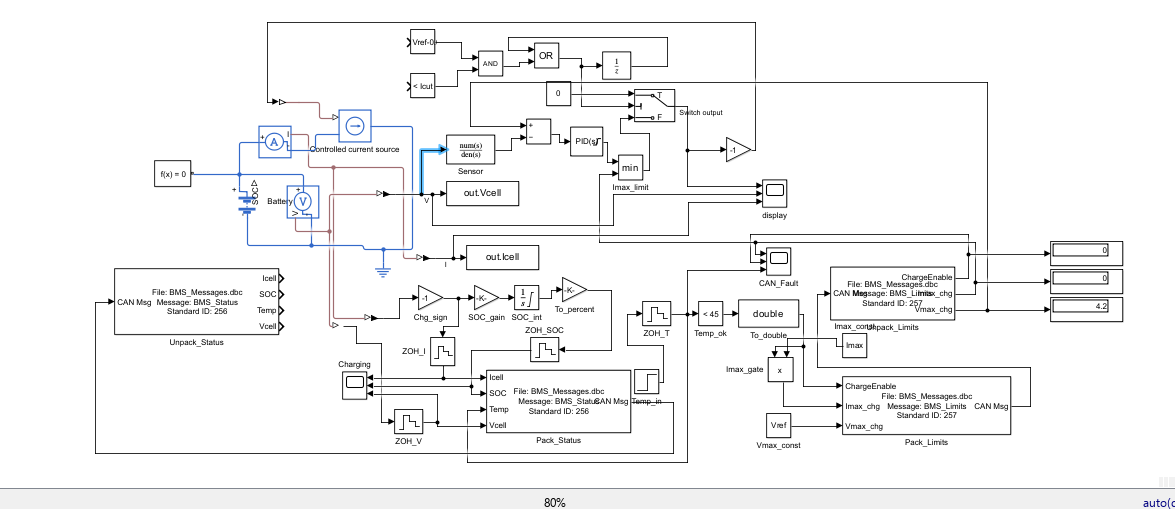 Vref-0
< Icut
AND
OR
1
z
0
T
F
Switch output
-1
+
−
PID(s)
num(s)
den(s)
Sensor
min
Imax_limit
A
+
I
Controlled current source
f(x) = 0
+
SOC
Battery
+
V
V
out.Vcell
V
display
I
out.Icell
CAN_Fault
0
0
4.2
File: BMS_Messages.dbc
CAN Msg
Message: BMS_Status
Standard ID: 256
Icell
SOC
Temp
Vcell
Unpack_Status
-1
Chg_sign
-K-
SOC_gain
1
s
SOC_int
-K-
To_percent
ZOH_SOC
ZOH_I
ZOH_T
< 45
Temp_ok
double
To_double
CAN Msg
File: BMS_Messages.dbc
Standard ID: 257
ChargeEnable
Imax_chg
Vmax_chg
Unpack_Limits
Imax
Imax_gate
x
Charging
ZOH_V
Icell
SOC
Temp
Vcell
File: BMS_Messages.dbc
Message: BMS_Status
Standard ID: 256
CAN Msg
Pack_Status
Temp_in
Vref
Vmax_const
ChargeEnable
Imax_chg
Vmax_chg
File: BMS_Messages.dbc
Message: BMS_Limits
Standard ID: 257
CAN Msg
Pack_Limits
80%